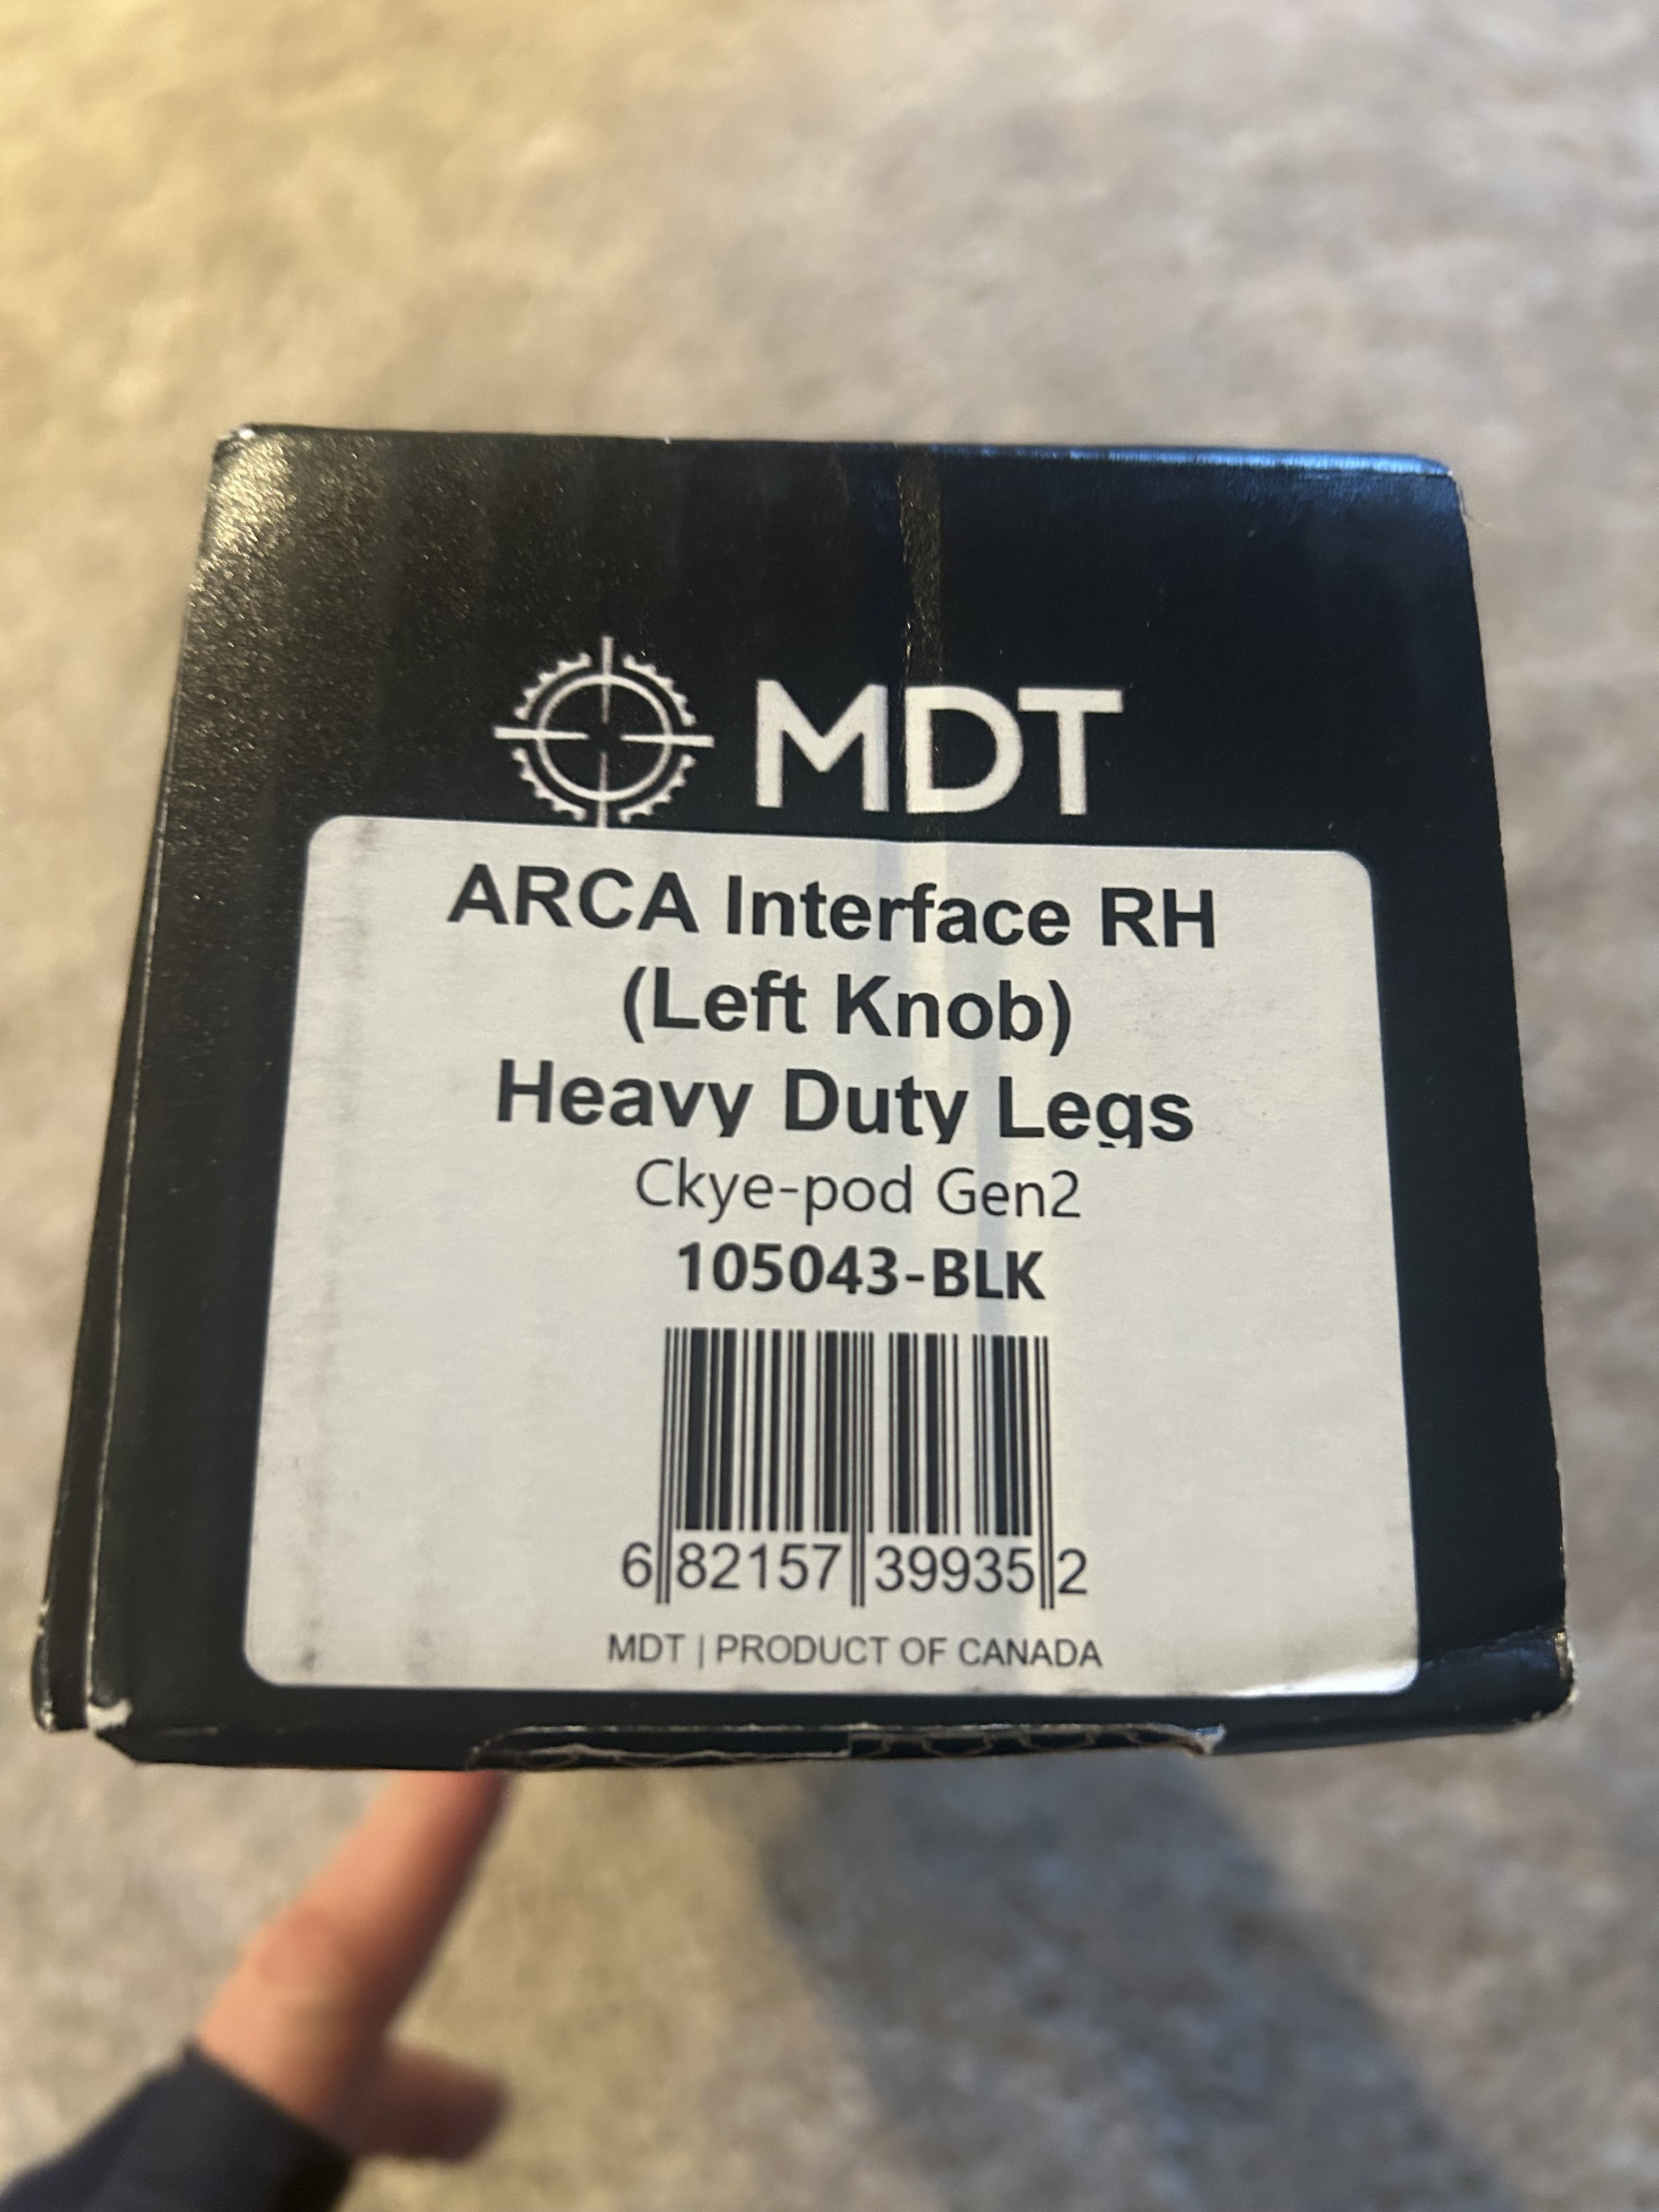 MDT
ARCA Interface RH
(Left Knob)
Heavy Duty Legs
Ckye-pod Gen2
105043-BLK
6 82157 39935 2
MDT | PRODUCT OF CANADA